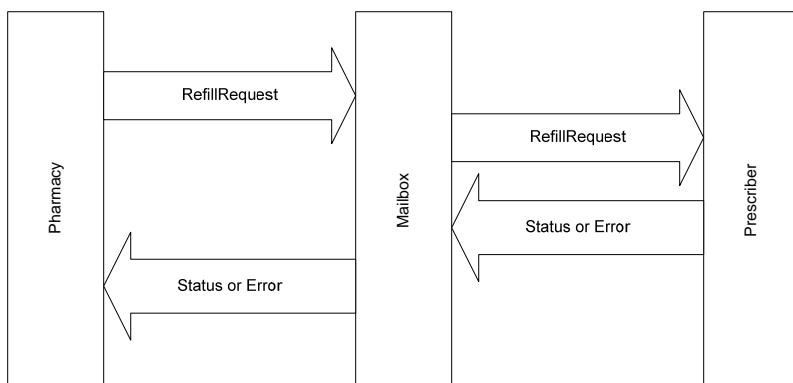 RefillRequest
RefillRequest
Pharmacy
Mailbox
Prescriber
Status or Error
Status or Error